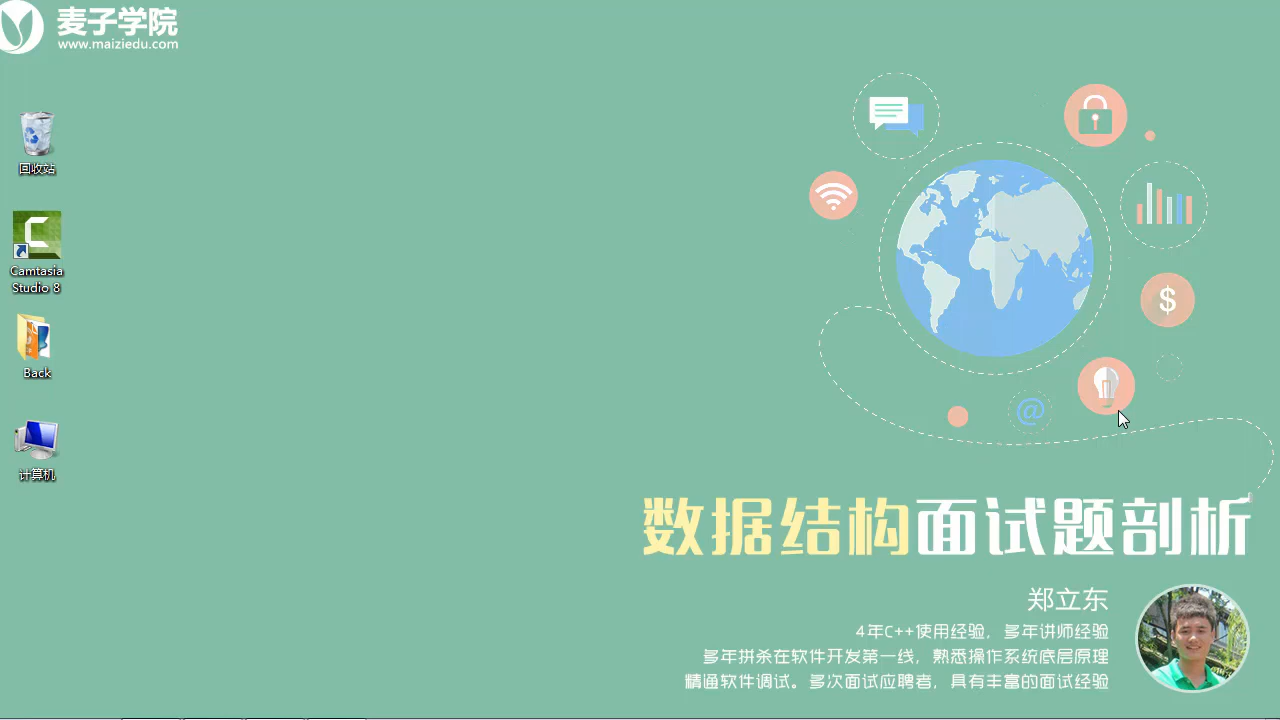 麦子学院
www.maiziedu.com
回收站
Camtasia
Studio 8
Back
计算机
$
@
数据结构面试题剖析
郑立东
4年C++使用经验，多年讲师经验
多年拼杀在软件开发第一线，熟悉操作系统底层原理
精通软件调试。多次面试应聘者，具有丰富的面试经验